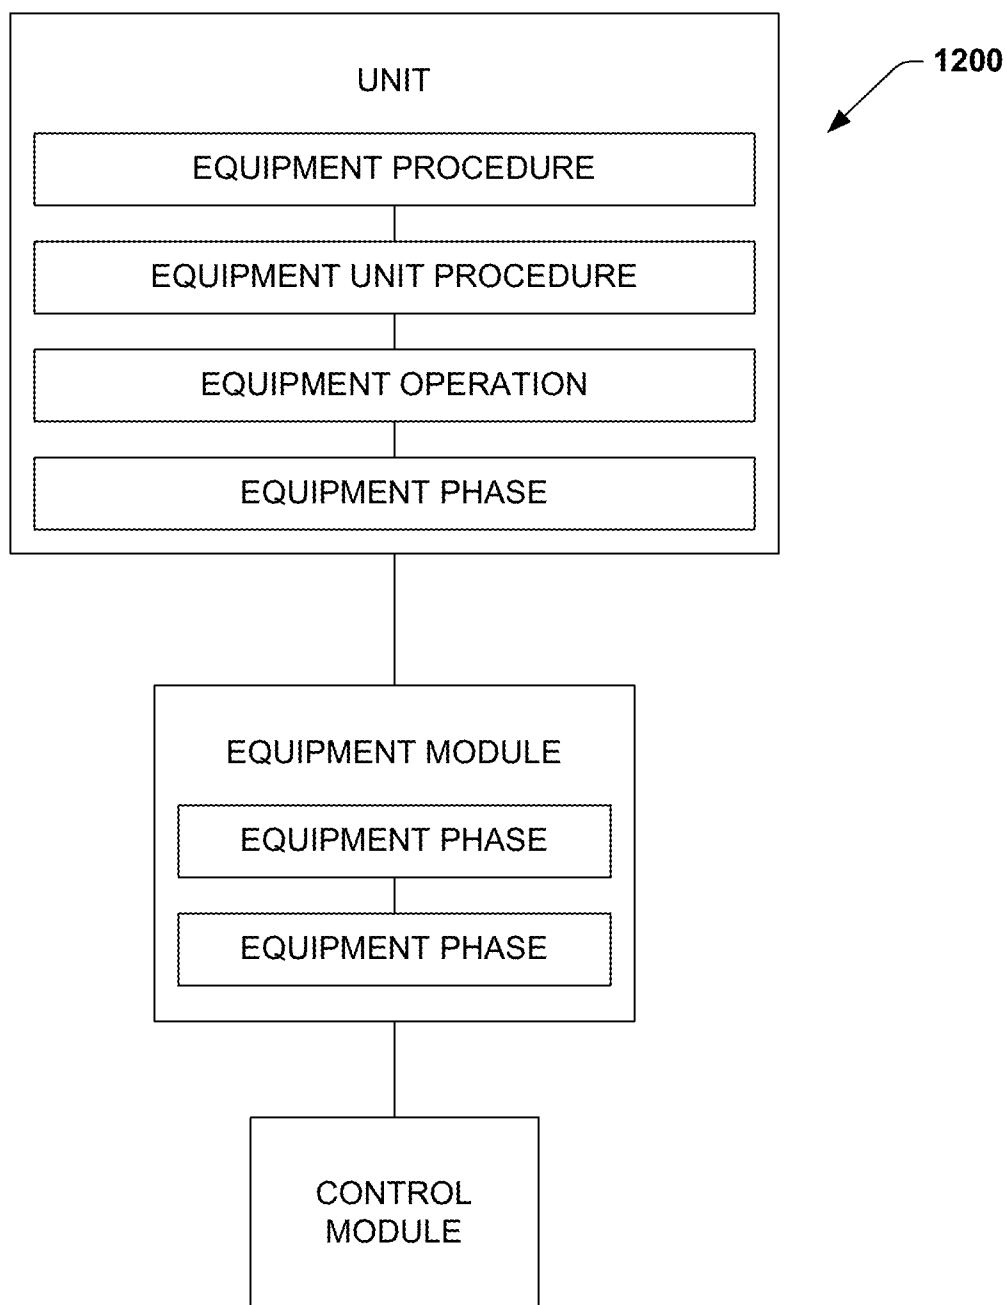 1200
UNIT
EQUIPMENT PROCEDURE
EQUIPMENT UNIT PROCEDURE
EQUIPMENT OPERATION
EQUIPMENT PHASE
EQUIPMENT MODULE
EQUIPMENT PHASE
EQUIPMENT PHASE
CONTROL
MODULE